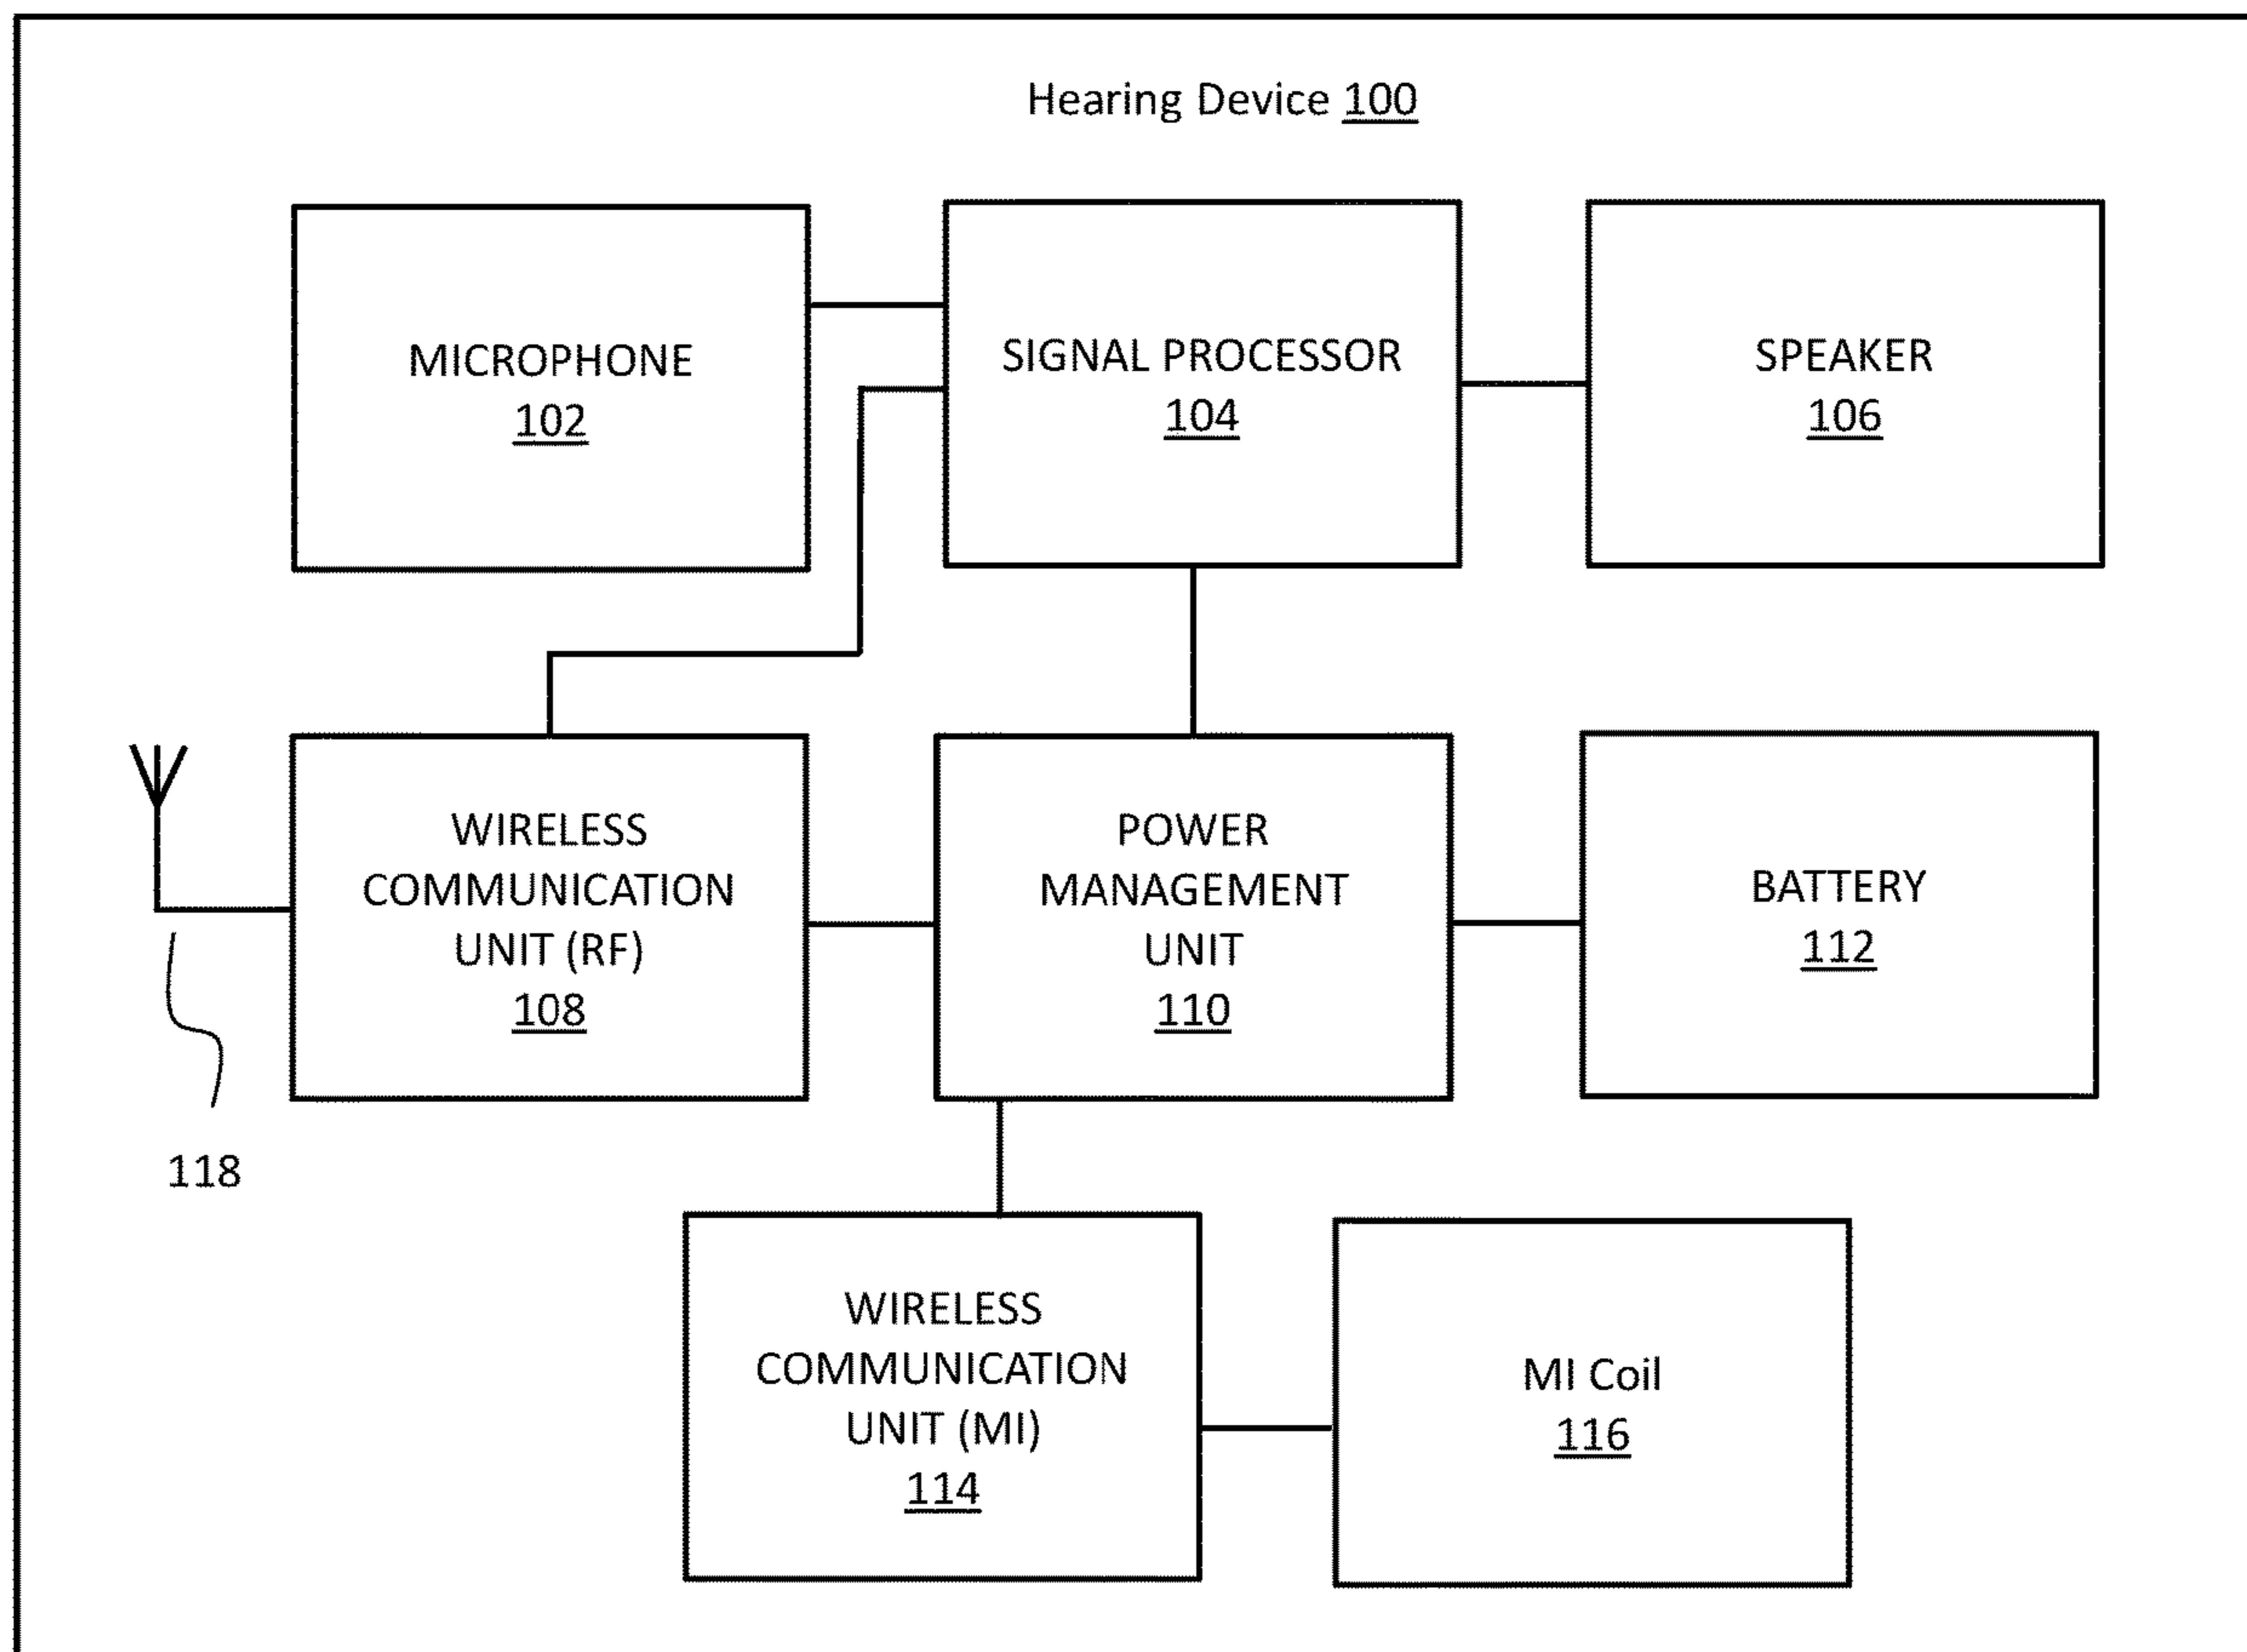 Hearing Device 100
MICROPHONE
102
SIGNAL PROCESSOR
104
SPEAKER
106
WIRELESS
COMMUNICATION
UNIT (RF)
108
POWER
MANAGEMENT
UNIT
110
BATTERY
112
118
WIRELESS
COMMUNICATION
UNIT (MI)
114
MI Coil
116